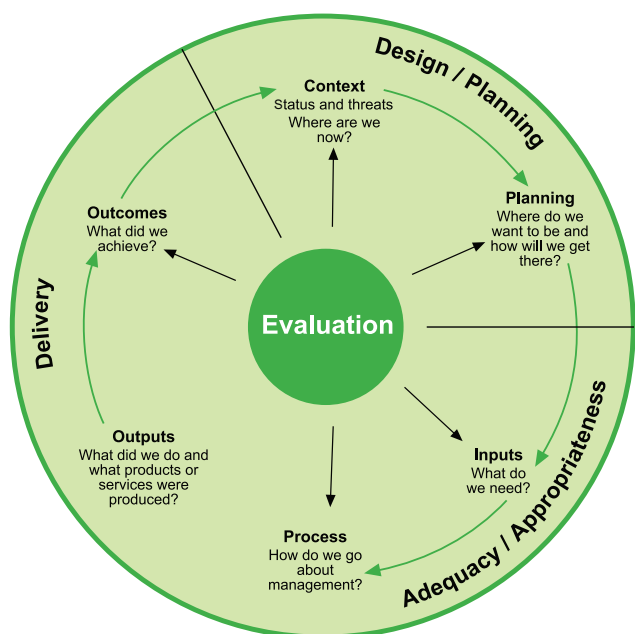 Design / Planning
Context
Status and threats
Where are we
now?
Planning
Where do we
want to be and
how will we get
there?
Outcomes
What did we
achieve?
Evaluation
Delivery
Outputs
What did we do and
what products or
services were
produced?
Inputs
What do
we need?
Process
How do we go
about
management?
Adequacy / Appropriateness